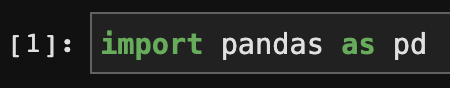 [1]: import pandas as pd